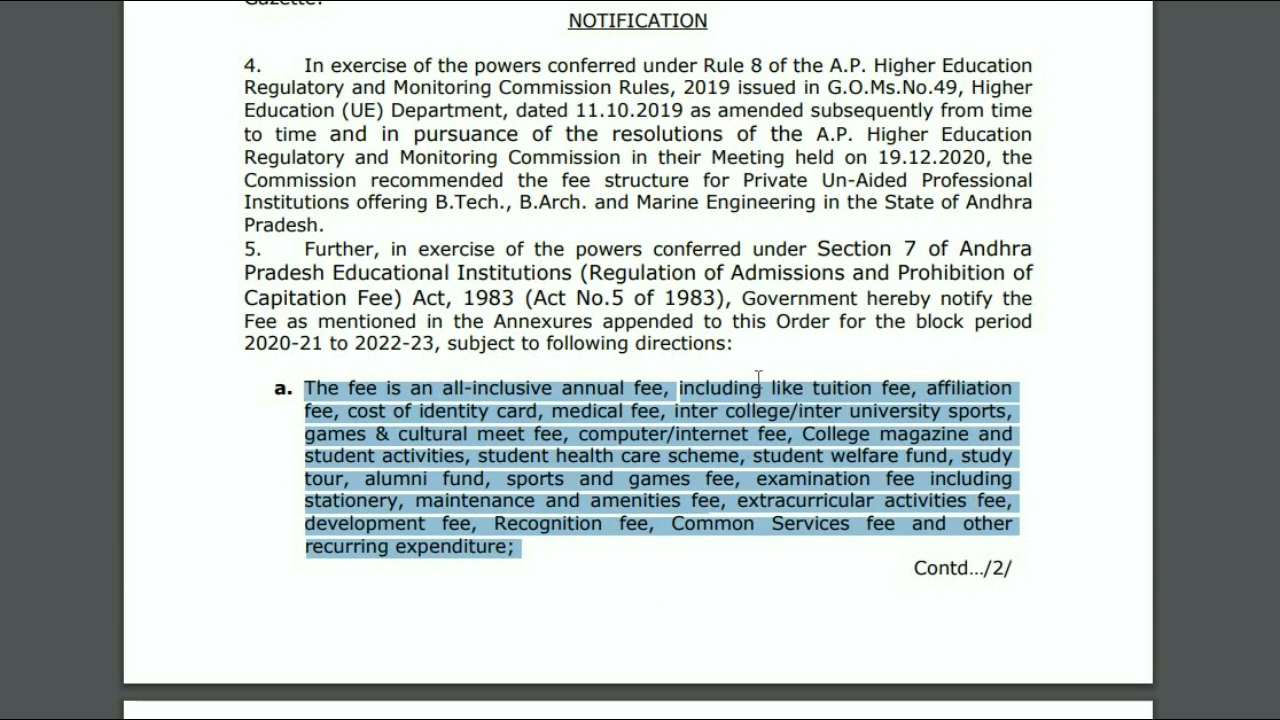 Gazette.
NOTIFICATION
4. In exercise of the powers conferred under Rule 8 of the A.P. Higher Education
Regulatory and Monitoring Commission Rules, 2019 issued in G.O.Ms.No.49, Higher
Education (UE) Department, dated 11.10.2019 as amended subsequently from time
to time and in pursuance of the resolutions of the A.P. Higher Education
Regulatory and Monitoring Commission in their Meeting held on 19.12.2020, the
Commission recommended the fee structure for Private Un-Aided Professional
Institutions offering B.Tech., B.Arch. and Marine Engineering in the State of Andhra
Pradesh.
5. Further, in exercise of the powers conferred under Section 7 of Andhra
Pradesh Educational Institutions (Regulation of Admissions and Prohibition of
Capitation Fee) Act, 1983 (Act No.5 of 1983), Government hereby notify the
Fee as mentioned in the Annexures appended to this Order for the block period
2020-21 to 2022-23, subject to following directions:
a. The fee is an all-inclusive annual fee, including like tuition fee, affiliation
fee, cost of identity card, medical fee, inter college/inter university sports,
games & cultural meet fee, computer/internet fee, College magazine and
student activities, student health care scheme, student welfare fund, study
tour, alumni fund, sports and games fee, examination fee including
stationery, maintenance and amenities fee, extracurricular activities fee,
development fee, Recognition fee, Common Services fee and other
recurring expenditure;
Contd…/2/